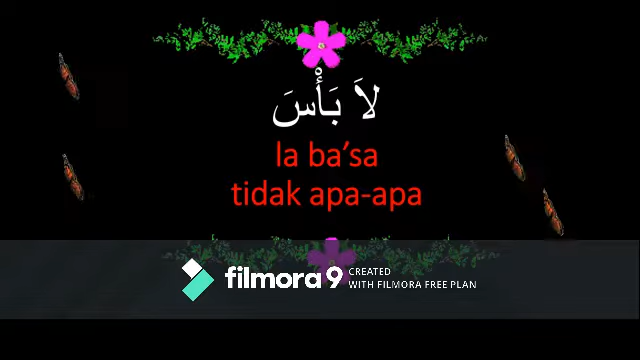 لاَ بَأْسَ
la ba’sa
tidak apa-apa
filmora 9
CREATED
WITH FILMORA FREE PLAN